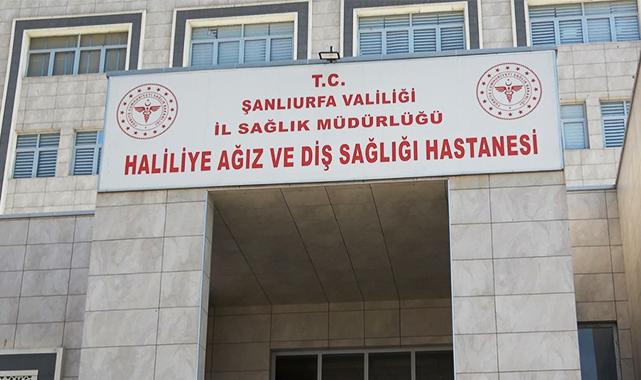 T.C.
ŞANLIURFA VALİLİĞİ
İL SAĞLIK MÜDÜRLÜĞÜ
HALİLİYE AĞIZ VE DİŞ SAĞLIĞI HASTANESİ